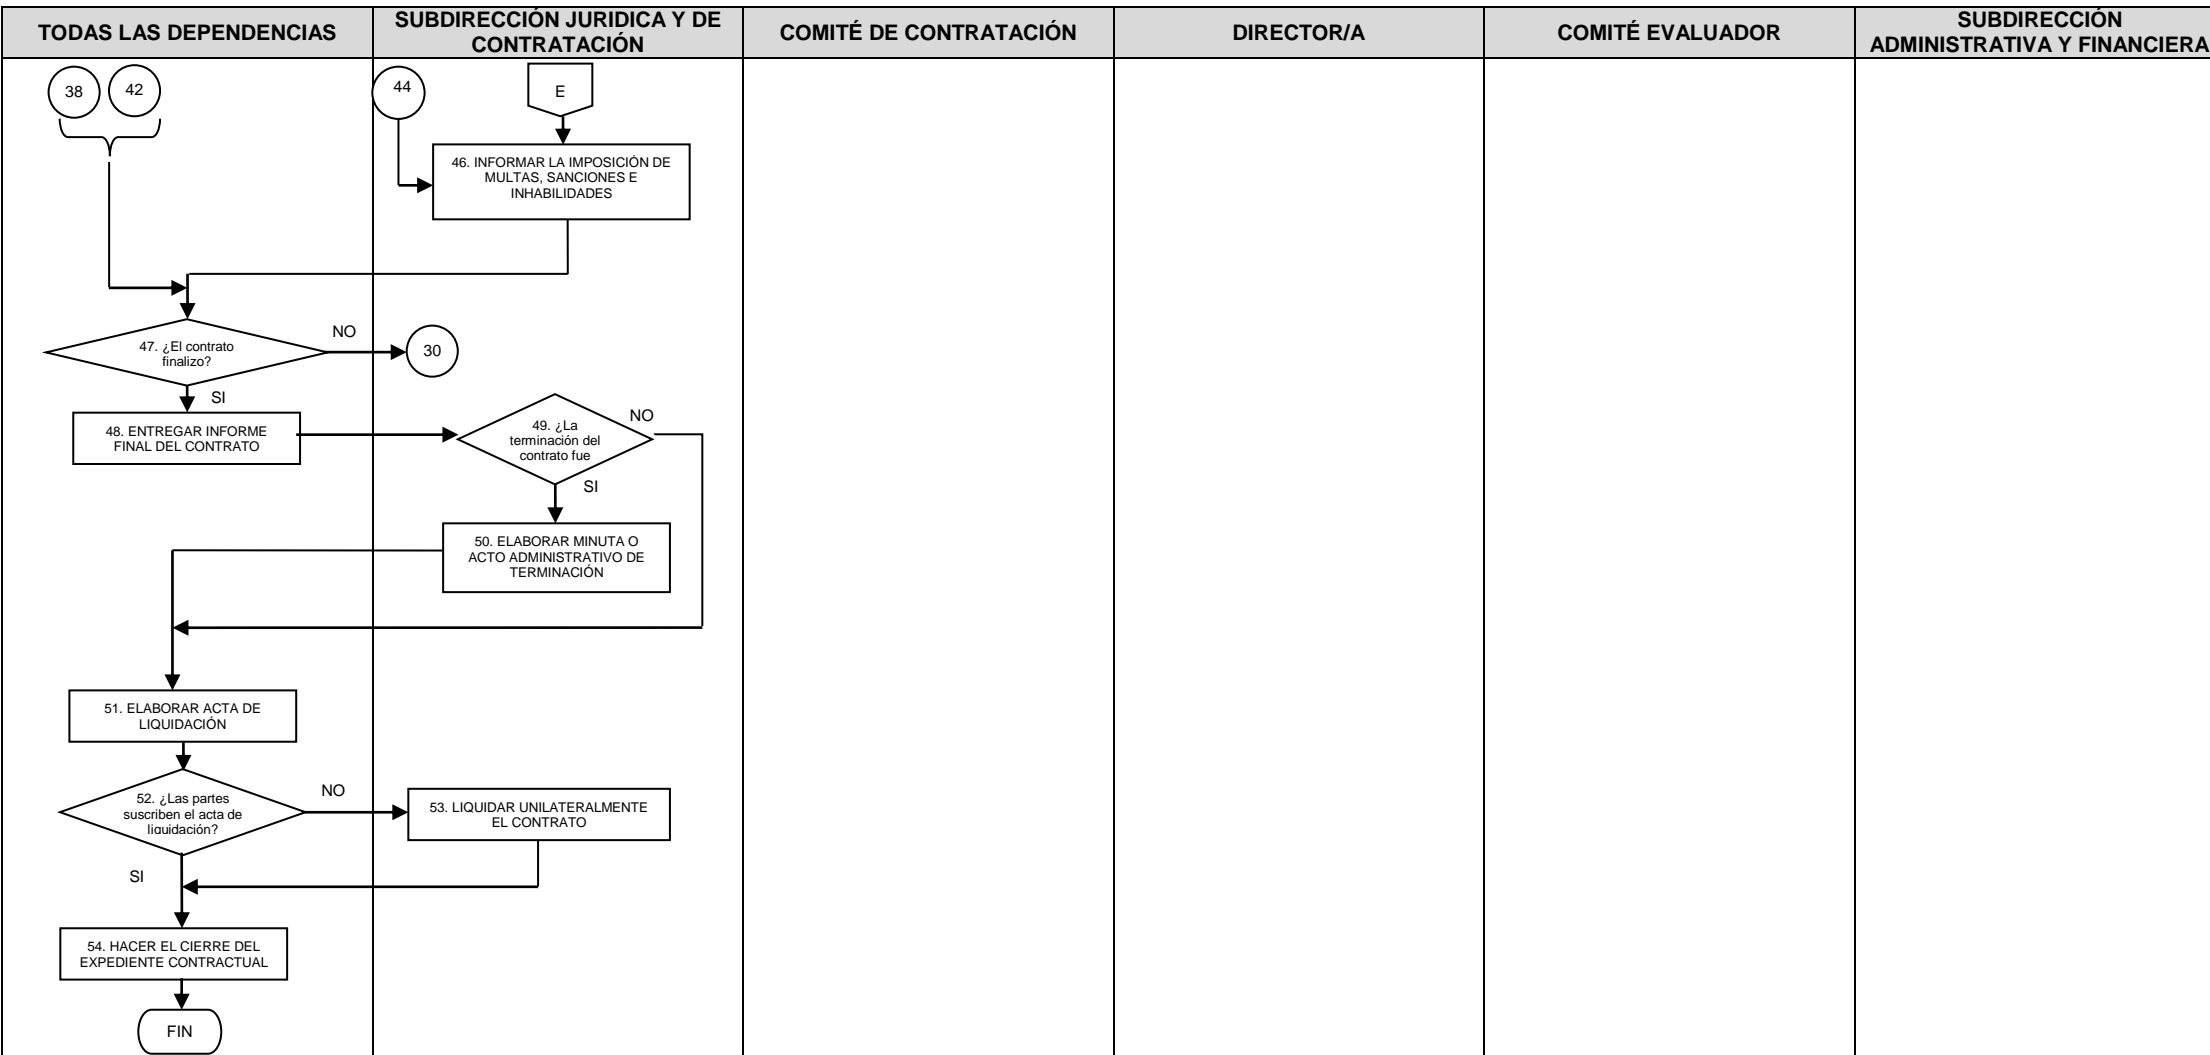 TODAS LAS DEPENDENCIAS
SUBDIRECCIÓN JURIDICA Y DE
CONTRATACIÓN
COMITÉ DE CONTRATACIÓN
DIRECTOR/A
COMITÉ EVALUADOR
SUBDIRECCIÓN
ADMINISTRATIVA Y FINANCIERA
38
42
44
E
46. INFORMAR LA IMPOSICIÓN DE
MULTAS, SANCIONES E
INHABILIDADES
47. ¿El contrato
finalizo?
NO
30
SI
48. ENTREGAR INFORME
FINAL DEL CONTRATO
49. ¿La
terminación del
contrato fue
NO
SI
50. ELABORAR MINUTA O
ACTO ADMINISTRATIVO DE
TERMINACIÓN
51. ELABORAR ACTA DE
LIQUIDACIÓN
52. ¿Las partes
suscriben el acta de
liquidación?
NO
53. LIQUIDAR UNILATERALMENTE
EL CONTRATO
SI
54. HACER EL CIERRE DEL
EXPEDIENTE CONTRACTUAL
FIN